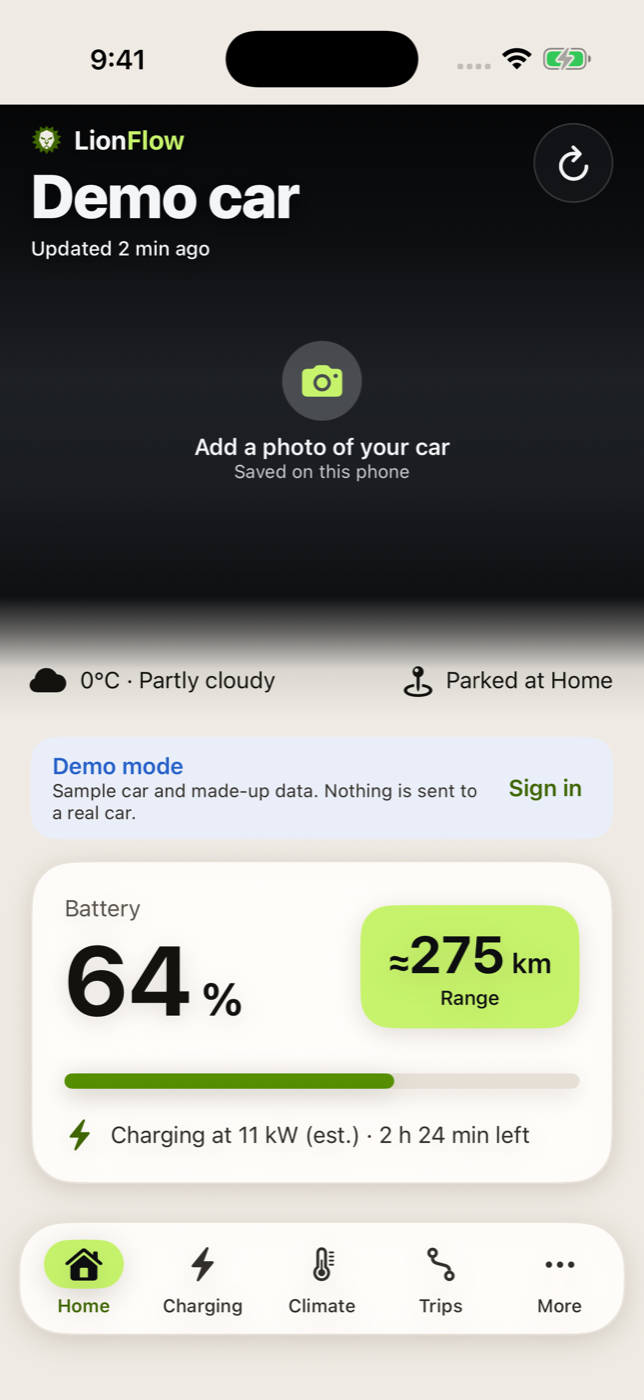 9:41
LionFlow
Demo car
Updated 2 min ago
Add a photo of your car
Saved on this phone
0°C · Partly cloudy
Parked at Home
Demo mode
Sample car and made-up data. Nothing is sent to
a real car.
Sign in
Battery
64 %
≈275 km
Range
Charging at 11 kW (est.) · 2 h 24 min left
Home
Charging
Climate
Trips
More